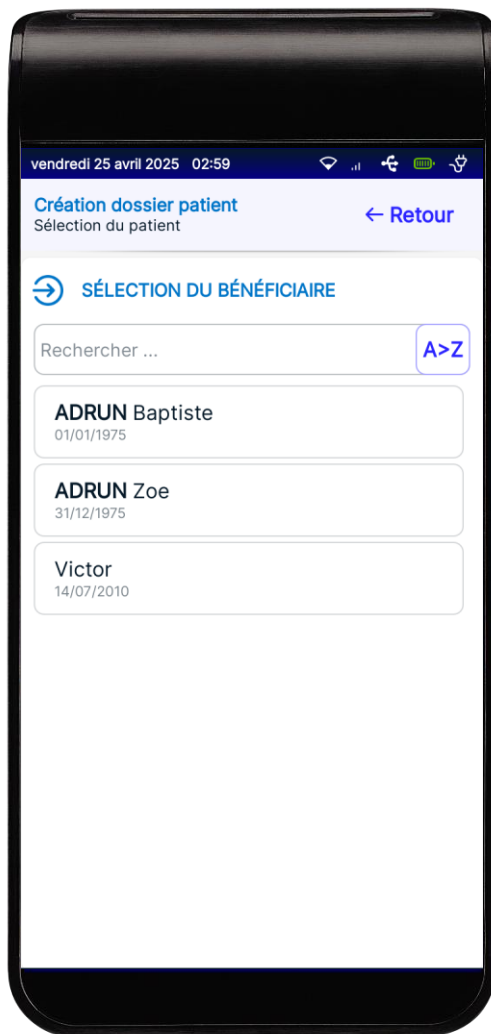 vendredi 25 avril 2025 02:59
Création dossier patient
Sélection du patient
← Retour
SÉLECTION DU BÉNÉFICIAIRE
Rechercher ...
A>Z
ADRUN Baptiste
01/01/1975
ADRUN Zoe
31/12/1975
Victor
14/07/2010